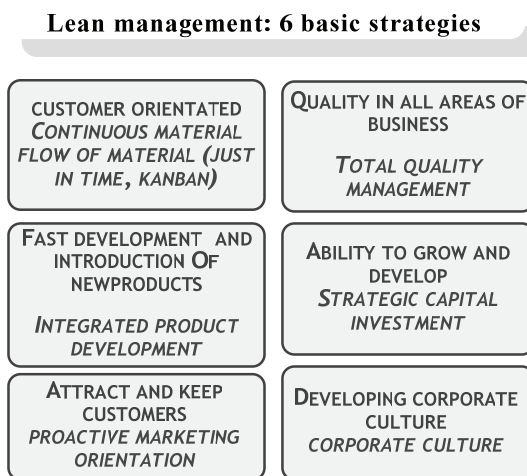 Lean management: 6 basic strategies
CUSTOMER ORIENTATED
CONTINUOUS MATERIAL
FLOW OF MATERIAL (JUST
IN TIME, KANBAN)
QUALITY IN ALL AREAS OF
BUSINESS
TOTAL QUALITY
MANAGEMENT
FAST DEVELOPMENT AND
INTRODUCTION OF
NEWPRODUCTS
INTEGRATED PRODUCT
DEVELOPMENT
ABILITY TO GROW AND
DEVELOP
STRATEGIC CAPITAL
INVESTMENT
ATTRACT AND KEEP
CUSTOMERS
PROACTIVE MARKETING
ORIENTATION
DEVELOPING CORPORATE
CULTURE
CORPORATE CULTURE